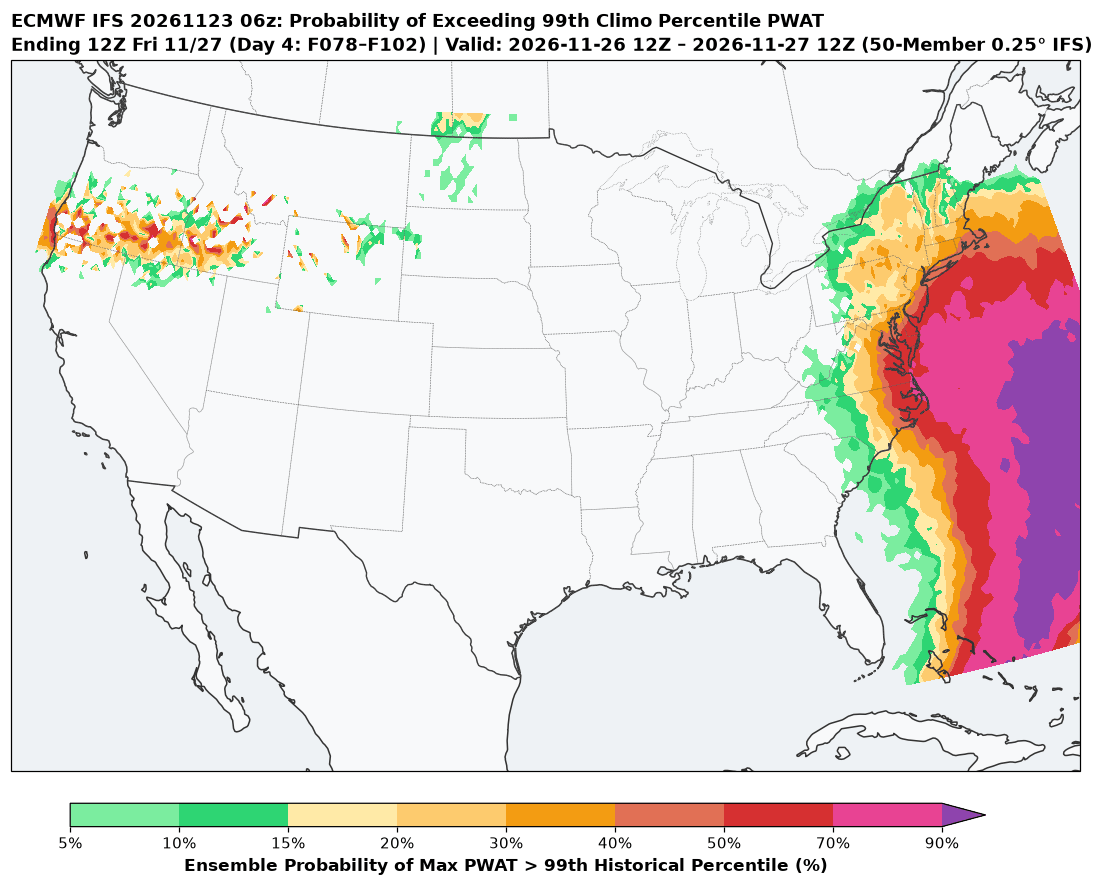 ECMWF IFS 20261123 06z: Probability of Exceeding 99th Climo Percentile PWAT
Ending 12Z Fri 11/27 (Day 4: F078–F102) | Valid: 2026-11-26 12Z – 2026-11-27 12Z (50-Member 0.25° IFS)
5% 10% 15% 20% 30% 40% 50% 70% 90%
Ensemble Probability of Max PWAT > 99th Historical Percentile (%)